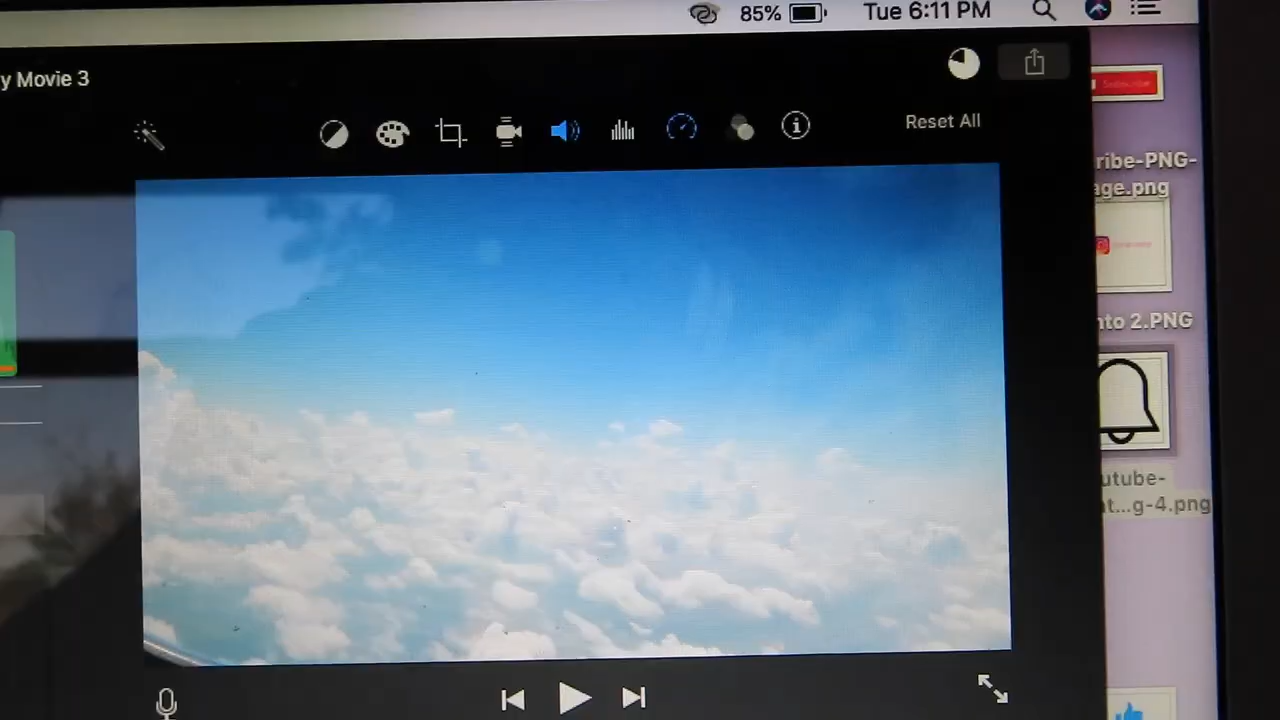 85%
Tue 6:11 PM
y Movie 3
Reset All
ribe-PNG-
age.png
nto 2.PNG
utube-
nt...g-4.png